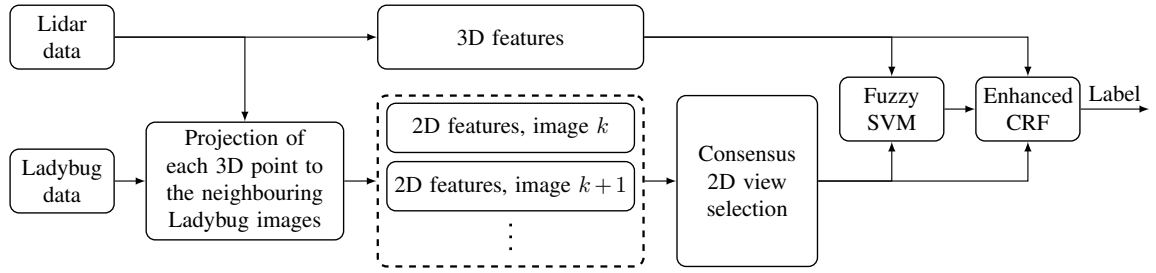 Lidar
data
3D features
Projection of
each 3D point to
the neighbouring
Ladybug images
Ladybug
data
2D features, image k
2D features, image k+1
⋮
Consensus
2D view
selection
Fuzzy
SVM
Enhanced
CRF
Label